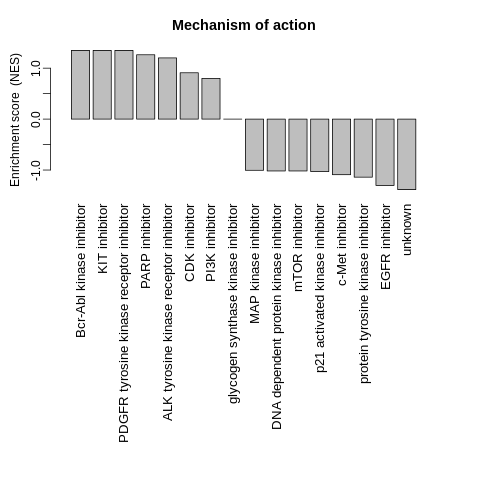 Mechanism of action
Enrichment score (NES)
1.0
0.0
-1.0
Bcr-Abl kinase inhibitor
KIT inhibitor
PDGFR tyrosine kinase receptor inhibitor
PARP inhibitor
ALK tyrosine kinase receptor inhibitor
CDK inhibitor
PI3K inhibitor
glycogen synthase kinase inhibitor
MAP kinase inhibitor
DNA dependent protein kinase inhibitor
mTOR inhibitor
p21 activated kinase inhibitor
c-Met inhibitor
protein tyrosine kinase inhibitor
EGFR inhibitor
unknown